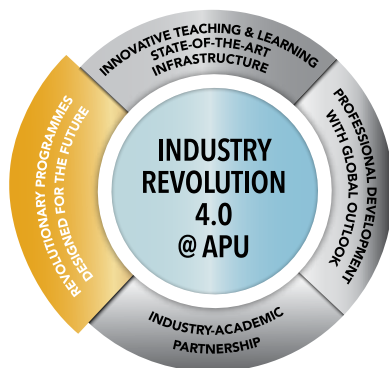 INNOVATIVE TEACHING & LEARNING
STATE-OF-THE-ART
INFRASTRUCTURE
PROFESSIONAL DEVELOPMENT
WITH GLOBAL OUTLOOK
INDUSTRY-ACADEMIC
PARTNERSHIP
REVOLUTIONARY PROGRAMMES
DESIGNED FOR THE FUTURE
INDUSTRY
REVOLUTION
4.0
@ APU